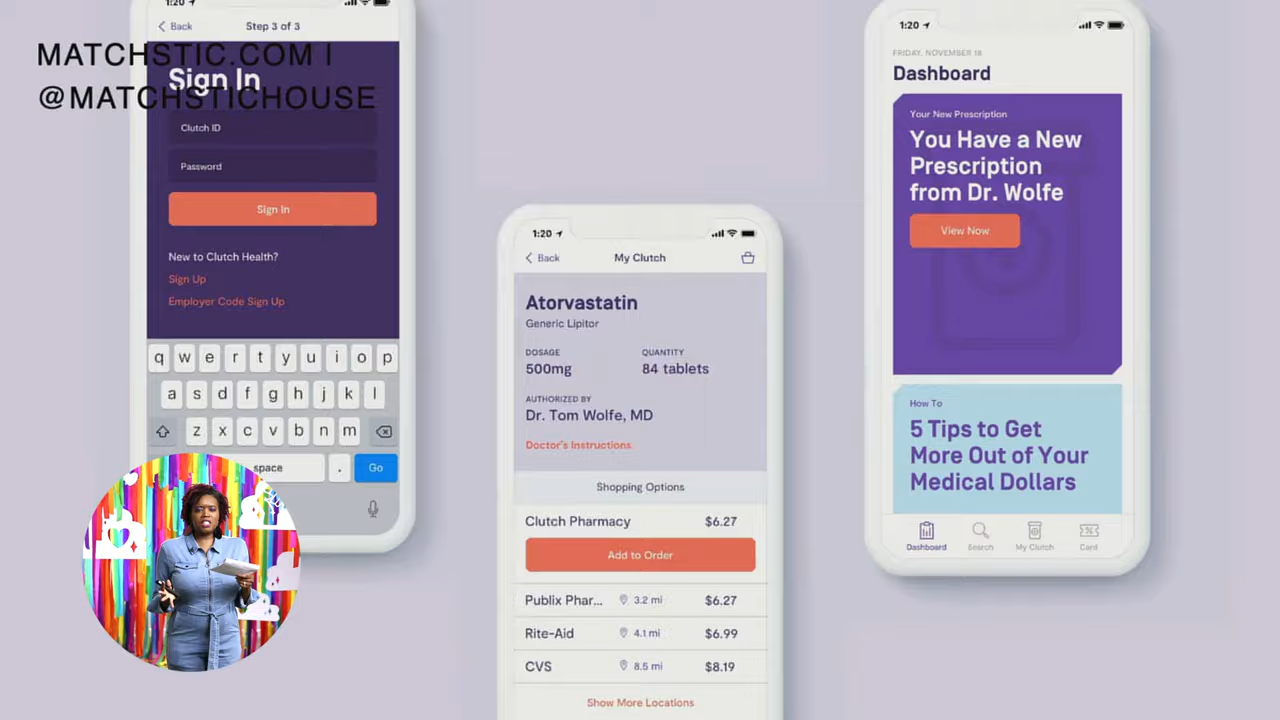 MATCHSTIC.COM |
@MATCHSTICHOUSE
1:20
Back
Step 3 of 3
Sign In
Clutch ID
Password
Sign In
New to Clutch Health?
Sign Up
Employer Code Sign Up
q w e r t y u i o p
a s d f g h j k l
z x c v b n m
space . Go
1:20
Back
My Clutch
Atorvastatin
Generic Lipitor
DOSAGE
QUANTITY
500mg
84 tablets
AUTHORIZED BY
Dr. Tom Wolfe, MD
Doctor's Instructions
Shopping Options
Clutch Pharmacy $6.27
Add to Order
Publix Phar... 3.2 mi $6.27
Rite-Aid 4.1 mi $6.99
CVS 8.5 mi $8.19
Show More Locations
1:20
FRIDAY, NOVEMBER 18
Dashboard
Your New Prescription
You Have a New
Prescription
from Dr. Wolfe
View Now
How To
5 Tips to Get
More Out of Your
Medical Dollars
Dashboard Search My Clutch Card